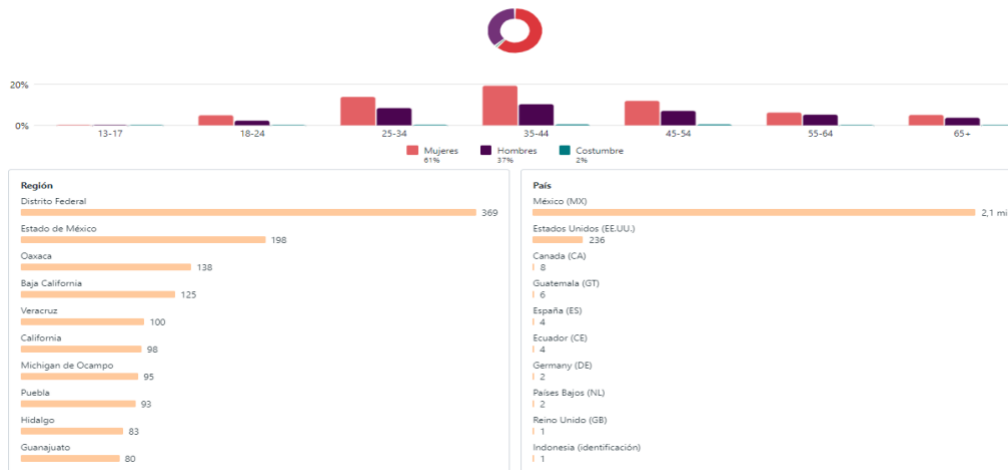 20%
0%
13-17 18-24 25-34 35-44 45-54 55-64 65+
Mujeres Hombres Costumbre
61% 37% 2%
Región
Distrito Federal
369
Estado de México
198
Oaxaca
138
Baja California
125
Veracruz
100
California
98
Michigan de Ocampo
95
Puebla
93
Hidalgo
83
Guanajuato
80
País
México (MX)
2,1 mi
Estados Unidos (EE.UU.)
236
Canada (CA)
8
Guatemala (GT)
6
España (ES)
4
Ecuador (CE)
4
Germany (DE)
2
Países Bajos (NL)
2
Reino Unido (GB)
1
Indonesia (identificación)
1